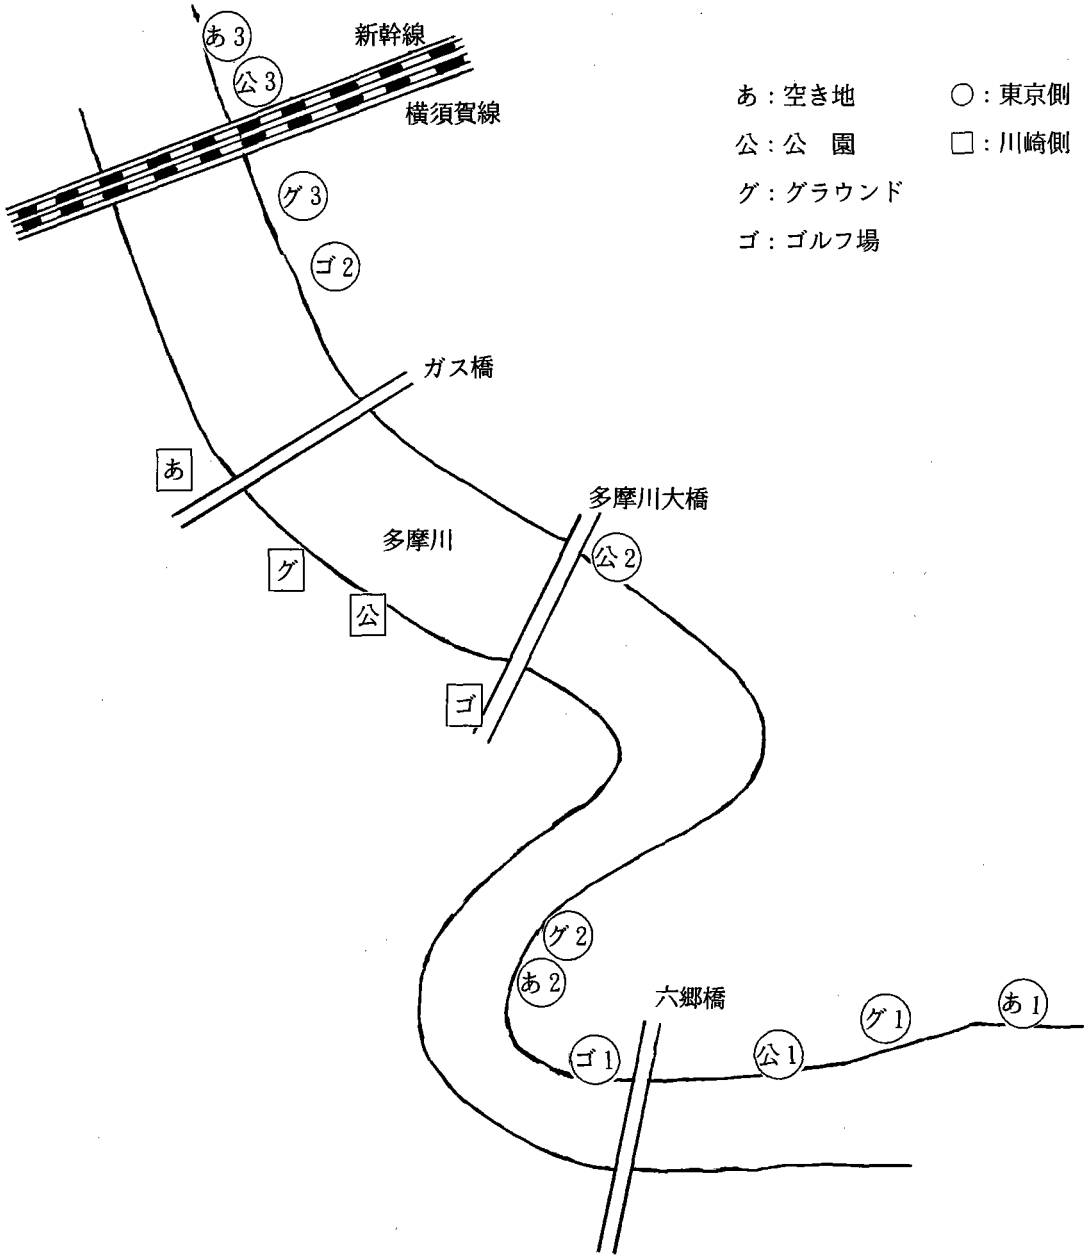 あ3
新幹線
公3
横須賀線
あ：空き地
○：東京側
公：公 園
□：川崎側
グ：グラウンド
ゴ：ゴルフ場
グ3
ゴ2
ガス橋
あ
多摩川大橋
多摩川
公2
グ
公
ゴ
グ2
あ2
六郷橋
あ1
グ1
ゴ1
公1